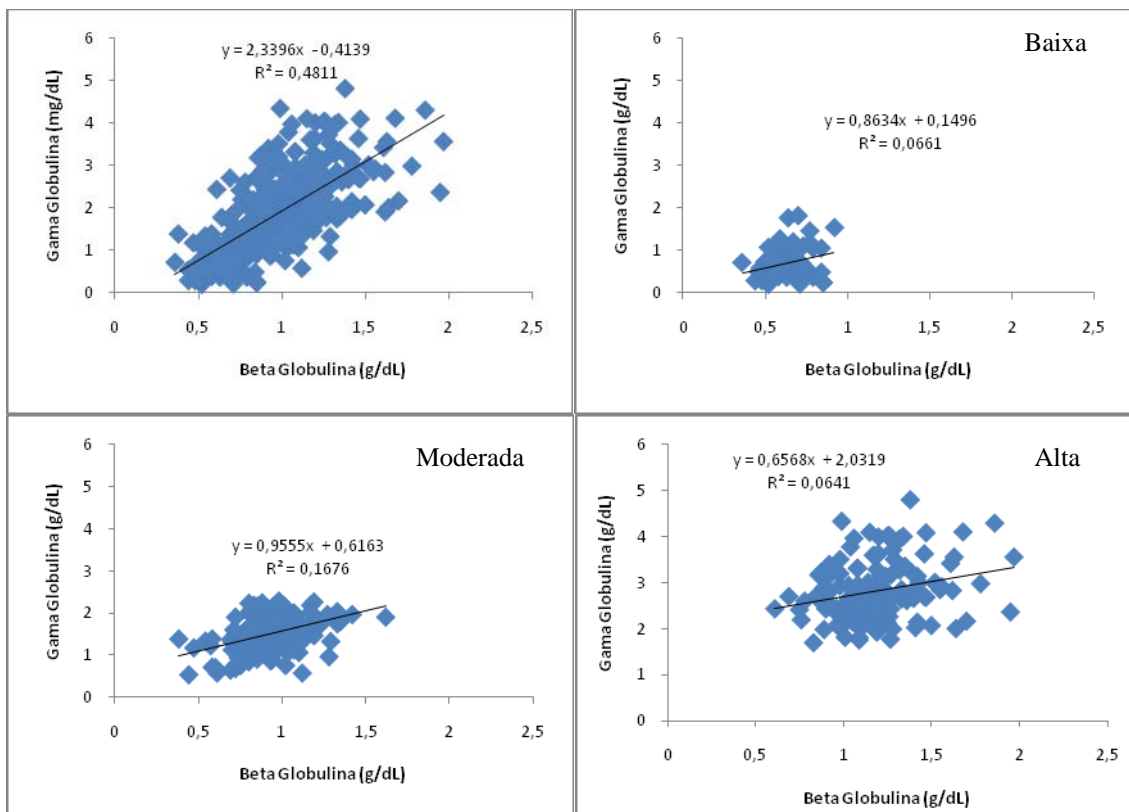 y = 2,3396x - 0,4139
R² = 0,4811
Gama Globulina (mg/dL)
6
5
4
3
2
1
0
0 0,5 1 1,5 2 2,5
Beta Globulina (g/dL)
Baixa
y = 0,8634x + 0,1496
R² = 0,0661
Gama Globulina (g/dL)
6
5
4
3
2
1
0
0 0,5 1 1,5 2 2,5
Beta Globulina (g/dL)
Moderada
y = 0,9555x + 0,6163
R² = 0,1676
Gama Globulina (g/dL)
6
5
4
3
2
1
0
0 0,5 1 1,5 2 2,5
Beta Globulina (g/dL)
Alta
y = 0,6568x + 2,0319
R² = 0,0641
Gama Globulina (g/dL)
6
5
4
3
2
1
0
0 0,5 1 1,5 2 2,5
Beta Globulina (g/dL)